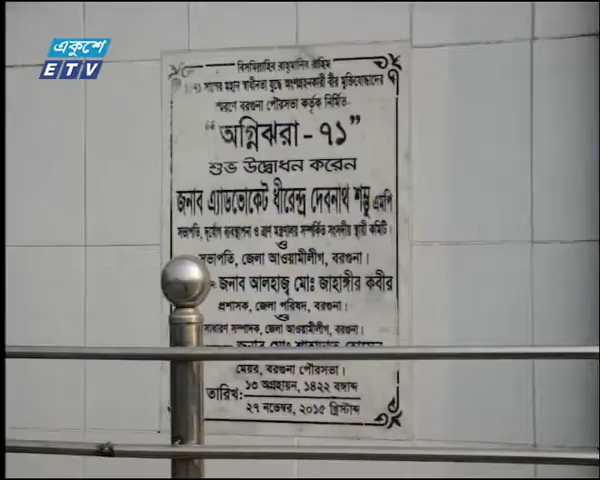 একুশে
ETV
বিসমিল্লাহির রাহমানির রাহিম
১৯৭১ সালের মহান স্বাধীনতা যুদ্ধে অংশগ্রহনকারী বীর মুক্তিযোদ্ধাদের
স্মরণে বরগুনা পৌরসভা কর্তৃক নির্মিত-
“অগ্নিঝরা - ৭১”
শুভ উদ্বোধন করেন
জনাব এ্যাডভোকেট ধীরেন্দ্র দেবনাথ শম্ভু এমপি
সভাপতি, দূর্যোগ ব্যবস্থাপনা ও ত্রাণ মন্ত্রণালয় সম্পর্কিত সংসদীয় স্থায়ী কমিটি।
ও
সভাপতি, জেলা আওয়ামীলীগ, বরগুনা।
জনাব আলহাজ্ব মোঃ জাহাঙ্গীর কবীর
প্রশাসক, জেলা পরিষদ, বরগুনা।
ও
সাধারণ সম্পাদক, জেলা আওয়ামীলীগ, বরগুনা।
জনাব মোঃ শাহাদাত হোসেন
মেয়র, বরগুনা পৌরসভা।
তারিখ:- ১৩ অগ্রহায়ন, ১৪২২ বঙ্গাব্দ
২৭ নভেম্বর, ২০১৫ খ্রিস্টাব্দ